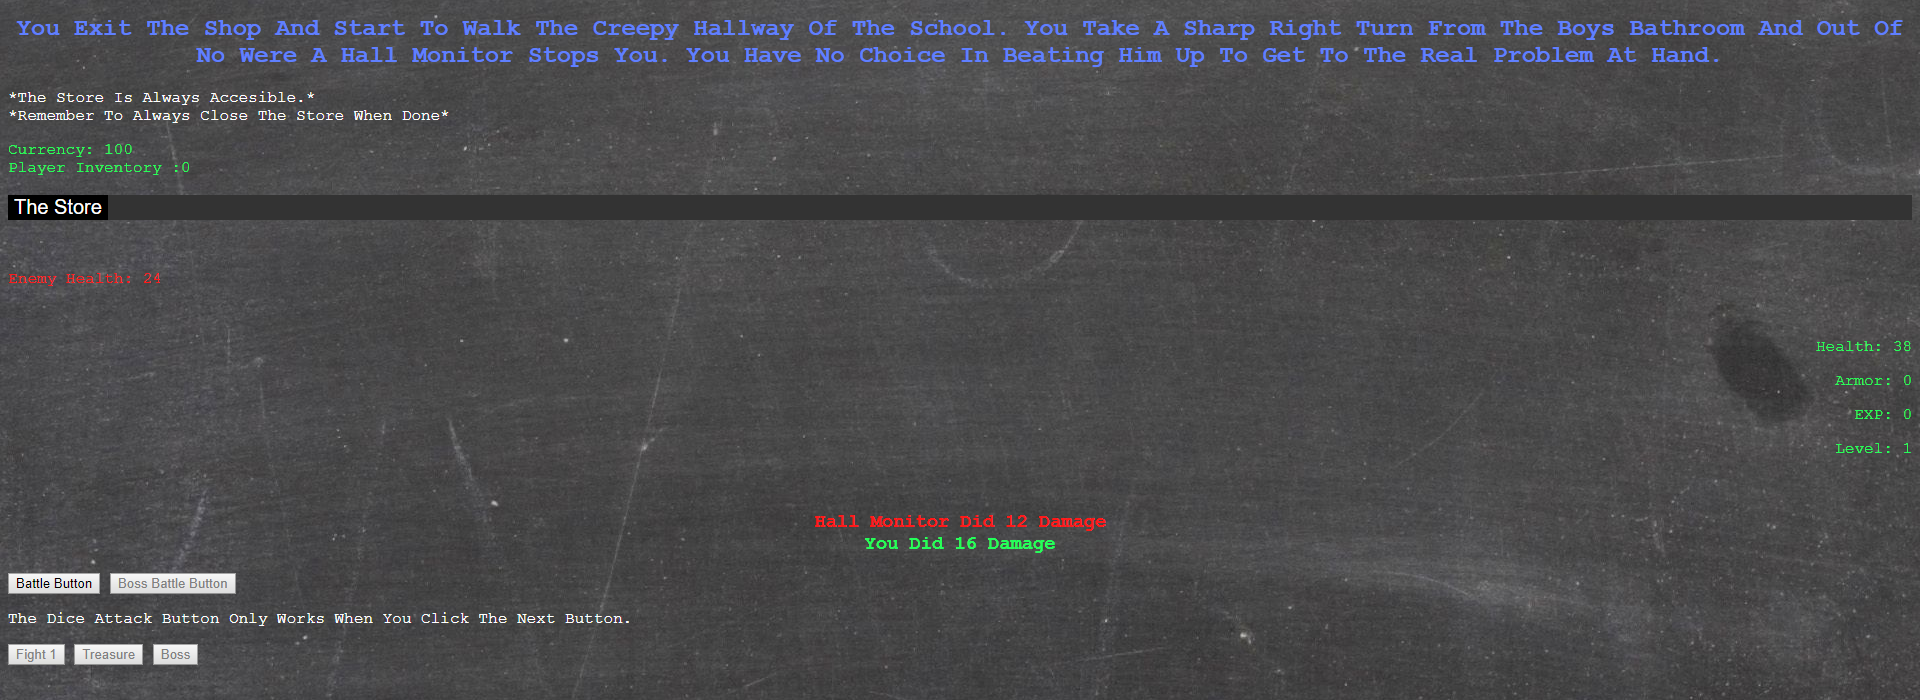 You Exit The Shop And Start To Walk The Creepy Hallway Of The School. You Take A Sharp Right Turn From The Boys Bathroom And Out Of
No Were A Hall Monitor Stops You. You Have No Choice In Beating Him Up To Get To The Real Problem At Hand.
*The Store Is Always Accesible.*
*Remember To Always Close The Store When Done*
Currency: 100
Player Inventory :0
The Store
Enemy Health: 24
Health: 38
Armor: 0
EXP: 0
Level: 1
Hall Monitor Did 12 Damage
You Did 16 Damage
Battle Button Boss Battle Button
The Dice Attack Button Only Works When You Click The Next Button.
Fight 1 Treasure Boss